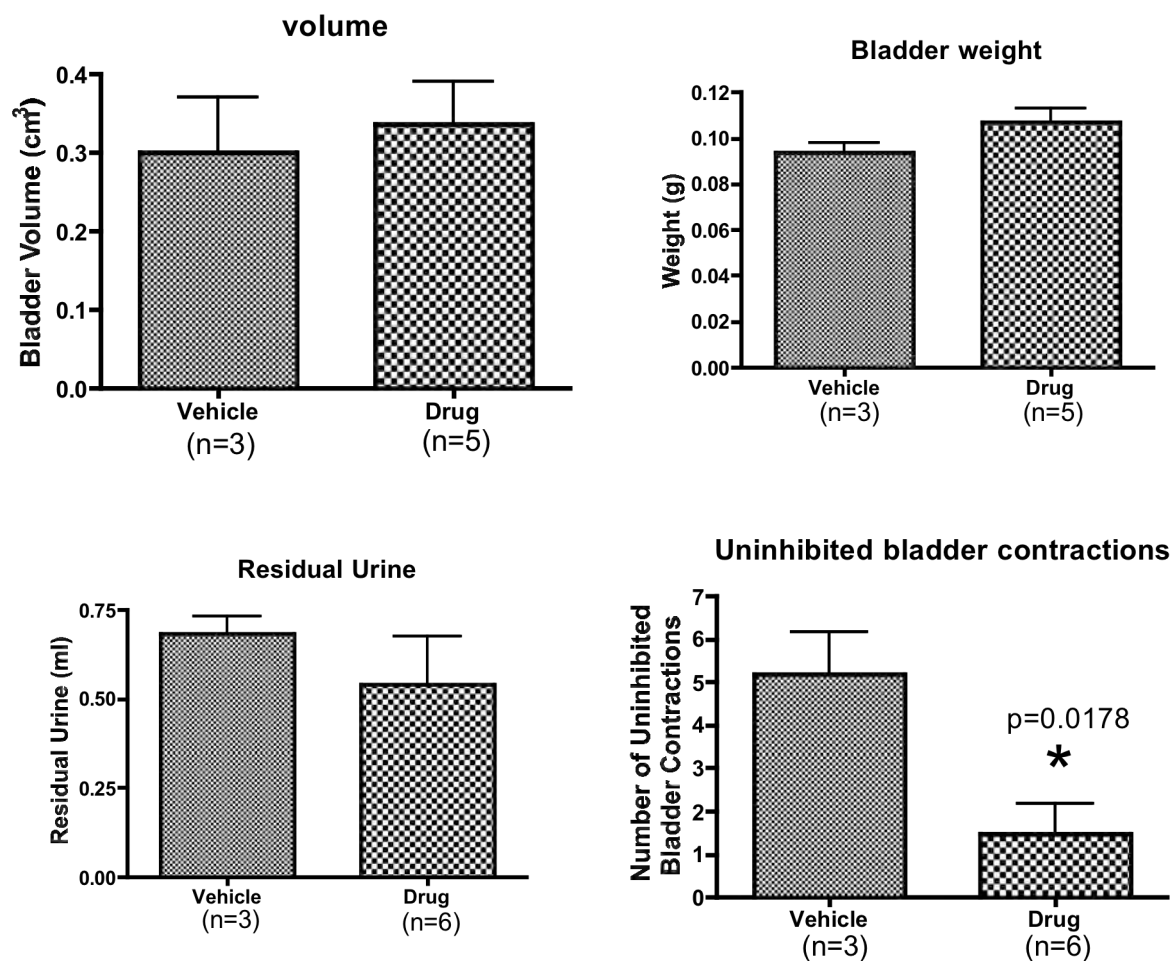 volume
Bladder Volume (cm³)
0.4
0.3
0.2
0.1
0.0
Vehicle
(n=3)
Drug
(n=5)
Bladder weight
Weight (g)
0.12
0.10
0.08
0.06
0.04
0.02
0.00
Vehicle
(n=3)
Drug
(n=5)
Residual Urine
Residual Urine (ml)
0.75
0.50
0.25
0.00
Vehicle
(n=3)
Drug
(n=6)
Uninhibited bladder contractions
Number of Uninhibited
Bladder Contractions
7
6
5
4
3
2
1
0
p=0.0178
*
Vehicle
(n=3)
Drug
(n=6)